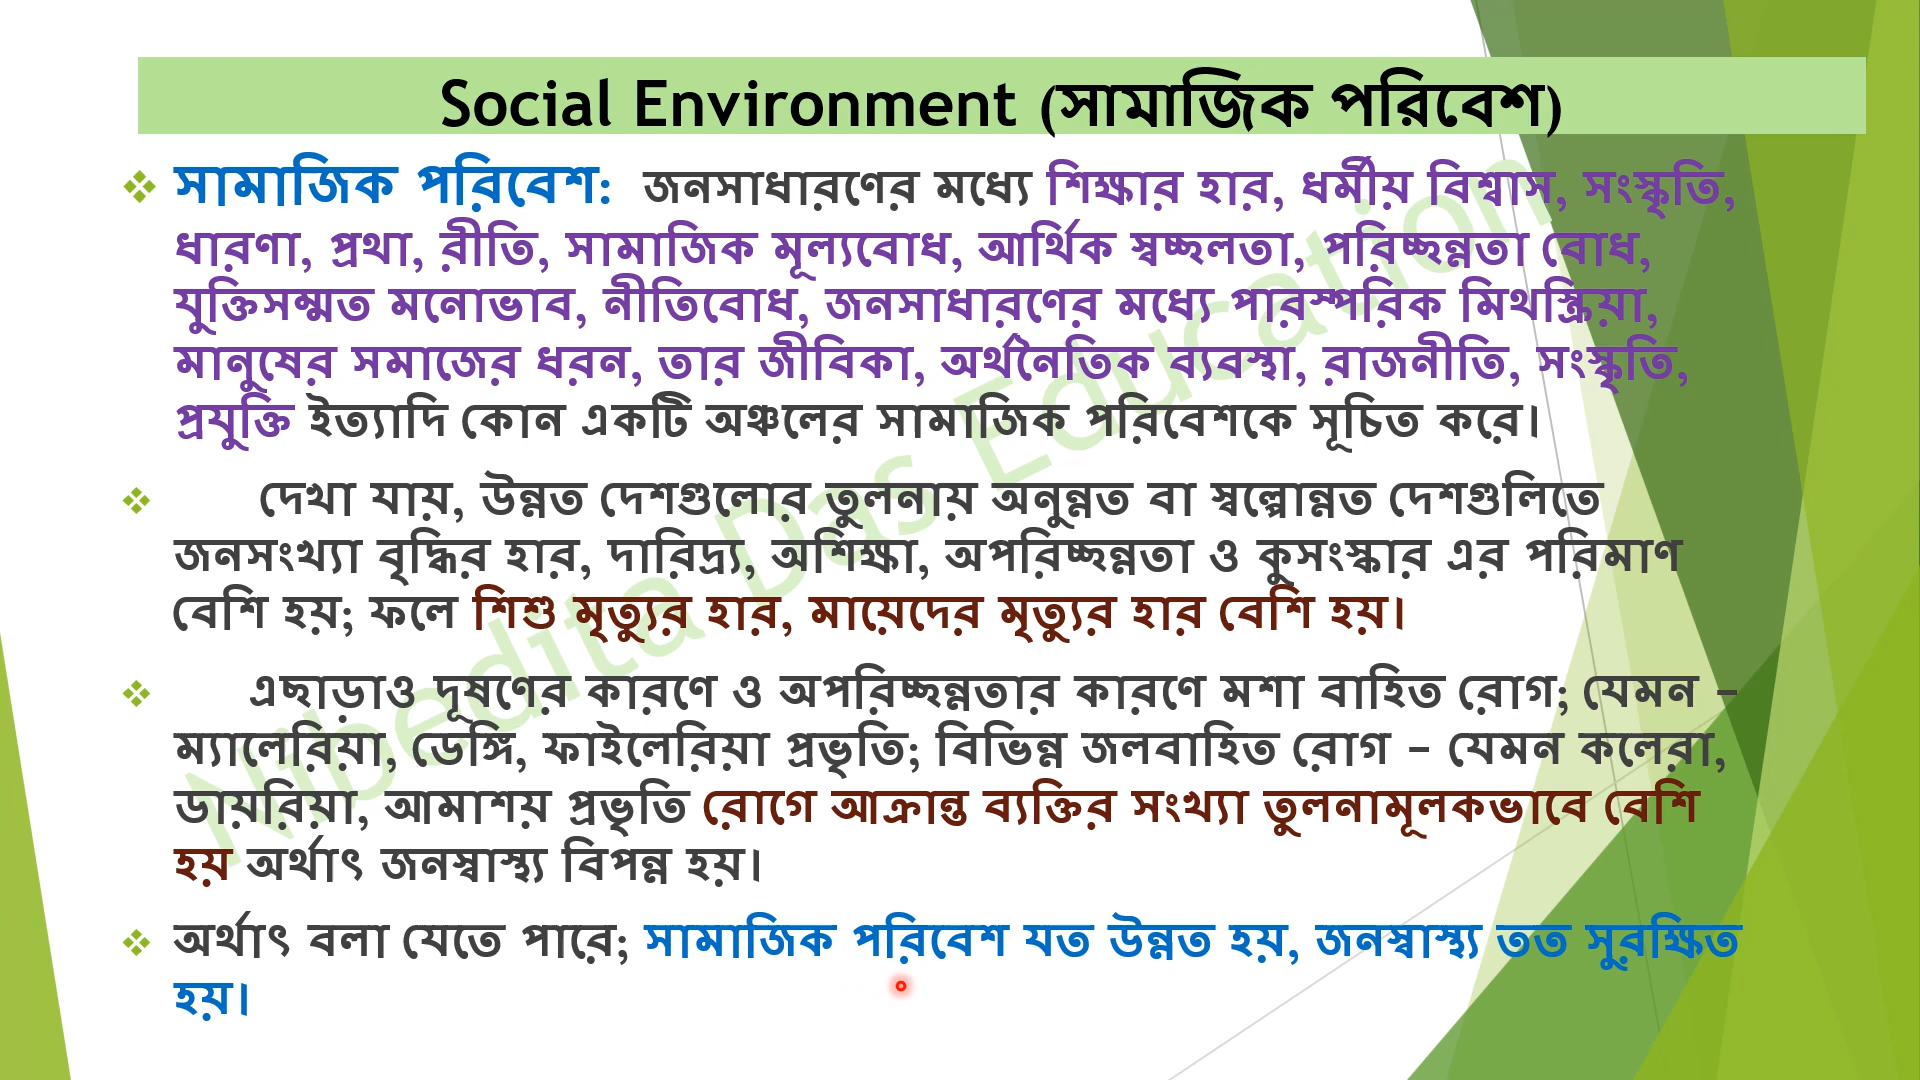 Social Environment (সামাজিক পরিবেশ)
সামাজিক পরিবেশ: জনসাধারণের মধ্যে শিক্ষার হার, ধর্মীয় বিশ্বাস, সংস্কৃতি,
ধারণা, প্রথা, রীতি, সামাজিক মূল্যবোধ, আর্থিক স্বচ্ছলতা, পরিচ্ছন্নতা বোধ,
যুক্তিসম্মত মনোভাব, নীতিবোধ, জনসাধারণের মধ্যে পারস্পরিক মিথস্ক্রিয়া,
মানুষের সমাজের ধরন, তার জীবিকা, অর্থনৈতিক ব্যবস্থা, রাজনীতি, সংস্কৃতি,
প্রযুক্তি ইত্যাদি কোন একটি অঞ্চলের সামাজিক পরিবেশকে সূচিত করে।
দেখা যায়, উন্নত দেশগুলোর তুলনায় অনুন্নত বা স্বল্পোন্নত দেশগুলিতে
জনসংখ্যা বৃদ্ধির হার, দারিদ্র্য, অশিক্ষা, অপরিচ্ছন্নতা ও কুসংস্কার এর পরিমাণ
বেশি হয়; ফলে শিশু মৃত্যুর হার, মায়েদের মৃত্যুর হার বেশি হয়।
এছাড়াও দূষণের কারণে ও অপরিচ্ছন্নতার কারণে মশা বাহিত রোগ; যেমন –
ম্যালেরিয়া, ডেঙ্গি, ফাইলেরিয়া প্রভৃতি; বিভিন্ন জলবাহিত রোগ – যেমন কলেরা,
ডায়রিয়া, আমাশয় প্রভৃতি রোগে আক্রান্ত ব্যক্তির সংখ্যা তুলনামূলকভাবে বেশি
হয় অর্থাৎ জনস্বাস্থ্য বিপন্ন হয়।
অর্থাৎ বলা যেতে পারে; সামাজিক পরিবেশ যত উন্নত হয়, জনস্বাস্থ্য তত সুরক্ষিত
হয়।
Nibedita Das Education